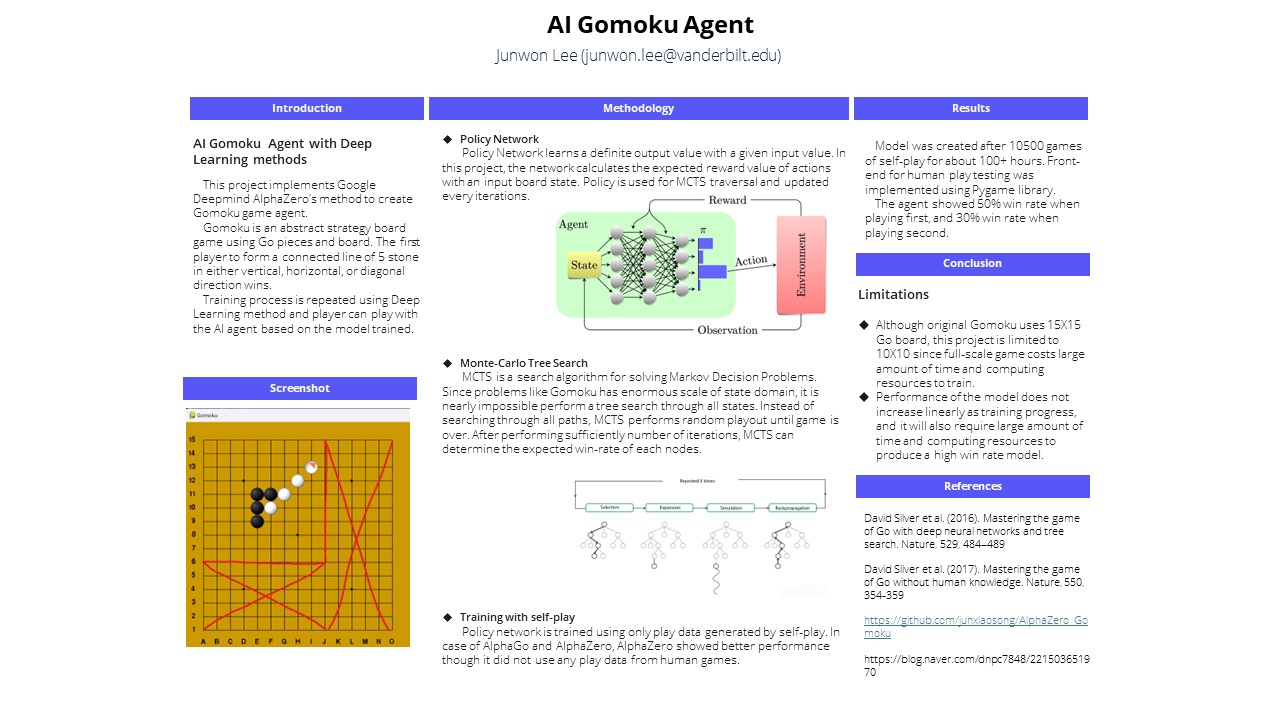 AI Gomoku Agent
Junwon Lee (junwon.lee@vanderbilt.edu)
Introduction
AI Gomoku Agent with Deep
Learning methods
This project implements Google
Deepmind AlphaZero's method to create
Gomoku game agent.
Gomoku is an abstract strategy board
game using Go pieces and board. The first
player to form a connected line of 5 stone
in either vertical, horizontal, or diagonal
direction wins.
Training process is repeated using Deep
Learning method and player can play with
the AI agent based on the model trained.
Screenshot
Gomoku
15
14
13
12
11
10
9
8
7
6
5
4
3
2
1
A B C D E F G H I J K L M N O
Methodology
◆ Policy Network
Policy Network learns a definite output value with a given input value. In
this project, the network calculates the expected reward value of actions
with an input board state. Policy is used for MCTS traversal and updated
every iterations.
Reward
Agent
π
State
Action
Environment
Observation
◆ Monte-Carlo Tree Search
MCTS is a search algorithm for solving Markov Decision Problems.
Since problems like Gomoku has enormous scale of state domain, it is
nearly impossible perform a tree search through all states. Instead of
searching through all paths, MCTS performs random playout until game is
over. After performing sufficiently number of iterations, MCTS can
determine the expected win-rate of each nodes.
Repeated X times
Selection
Expansion
Simulation
Backpropagation
◆ Training with self-play
Policy network is trained using only play data generated by self-play. In
case of AlphaGo and AlphaZero, AlphaZero showed better performance
though it did not use any play data from human games.
Results
Model was created after 10500 games
of self-play for about 100+ hours. Front-
end for human play testing was
implemented using Pygame library.
The agent showed 50% win rate when
playing first, and 30% win rate when
playing second.
Conclusion
Limitations
◆ Although original Gomoku uses 15X15
Go board, this project is limited to
10X10 since full-scale game costs large
amount of time and computing
resources to train.
◆ Performance of the model does not
increase linearly as training progress,
and it will also require large amount of
time and computing resources to
produce a high win rate model.
References
David Silver et al. (2016). Mastering the game
of Go with deep neural networks and tree
search. Nature, 529, 484–489
David Silver et al. (2017). Mastering the game
of Go without human knowledge. Nature, 550,
354-359
https://github.com/junxiaosong/AlphaZero_Go
moku
https://blog.naver.com/dnpc7848/2215036519
70